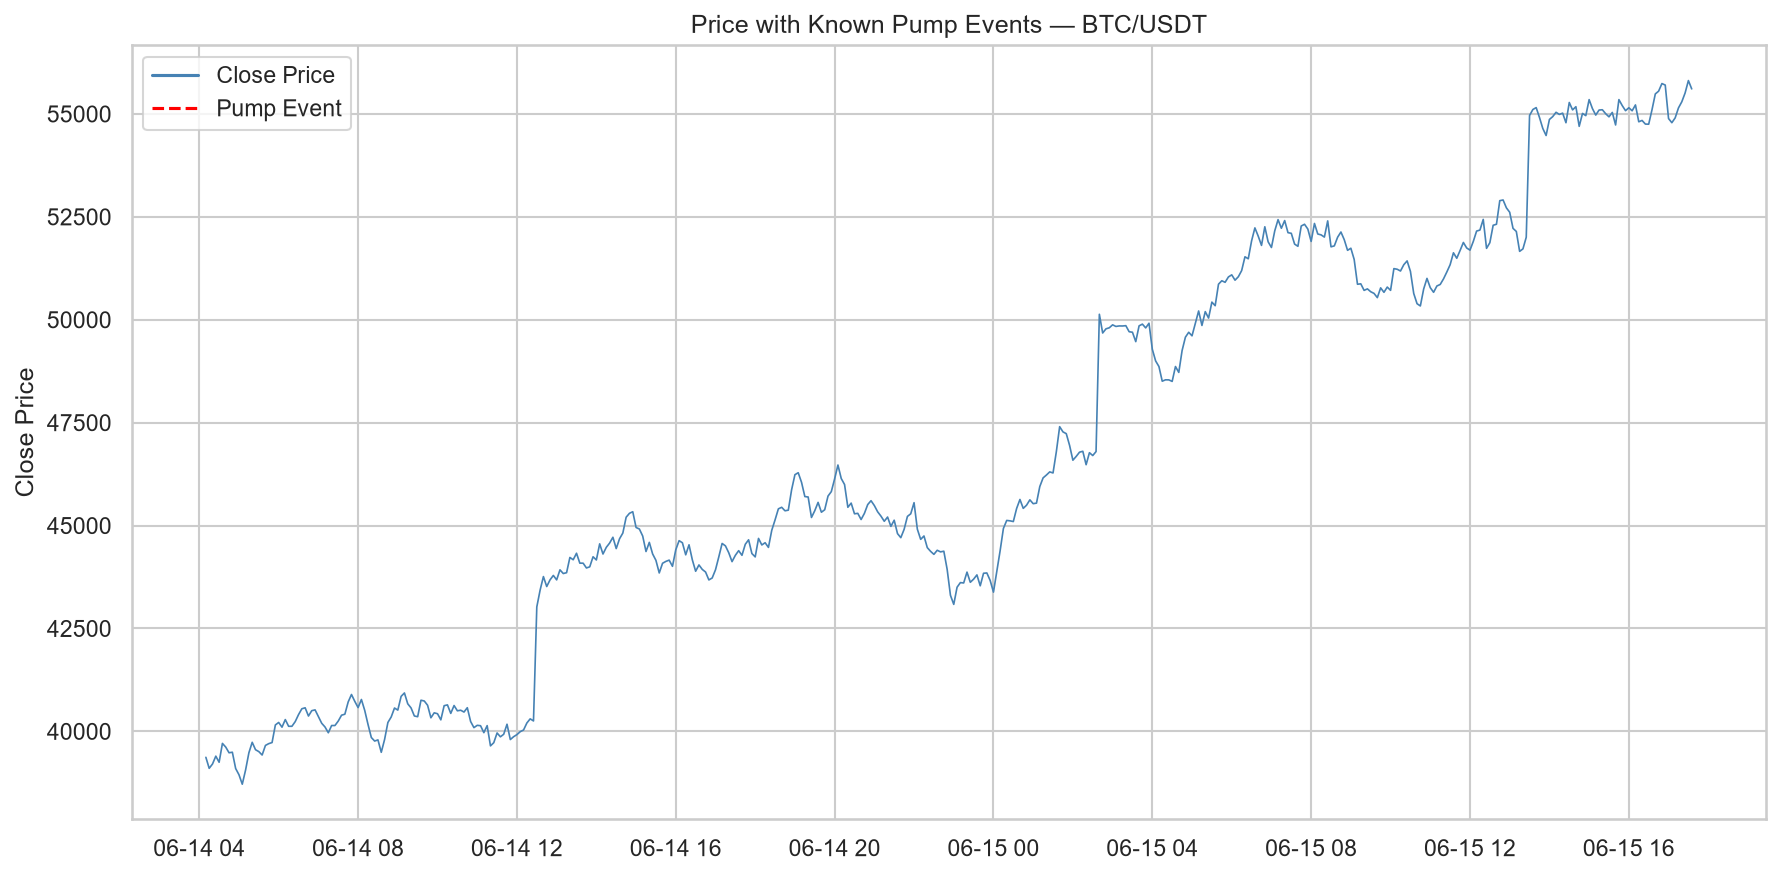 Price with Known Pump Events — BTC/USDT
Close Price
Pump Event
Close Price
55000
52500
50000
47500
45000
42500
40000
06-14 04 06-14 08 06-14 12 06-14 16 06-14 20 06-15 00 06-15 04 06-15 08 06-15 12 06-15 16